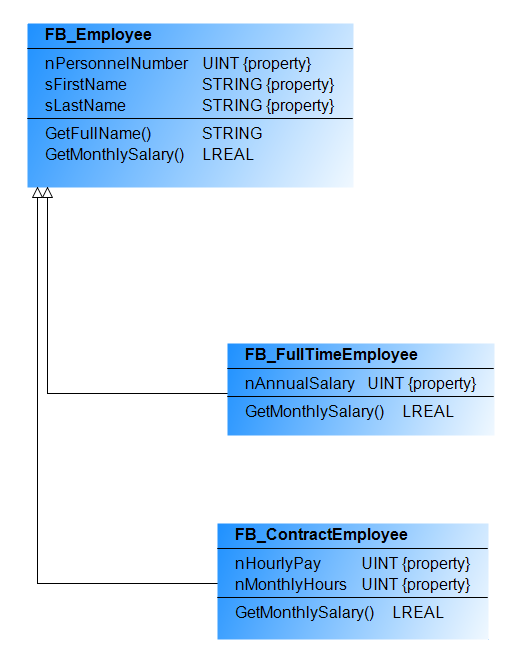 FB_Employee
nPersonnelNumber UINT {property}
sFirstName STRING {property}
sLastName STRING {property}
GetFullName() STRING
GetMonthlySalary() LREAL
FB_FullTimeEmployee
nAnnualSalary UINT {property}
GetMonthlySalary() LREAL
FB_ContractEmployee
nHourlyPay UINT {property}
nMonthlyHours UINT {property}
GetMonthlySalary() LREAL